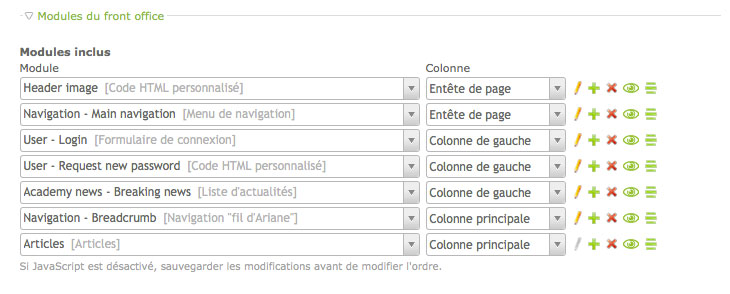 Modules du front office
Modules inclus
Module Colonne
Header image [Code HTML personnalisé] Entête de page
Navigation - Main navigation [Menu de navigation] Entête de page
User - Login [Formulaire de connexion] Colonne de gauche
User - Request new password [Code HTML personnalisé] Colonne de gauche
Academy news - Breaking news [Liste d'actualités] Colonne de gauche
Navigation - Breadcrumb [Navigation "fil d'Ariane"] Colonne principale
Articles [Articles] Colonne principale
Si JavaScript est désactivé, sauvegarder les modifications avant de modifier l'ordre.